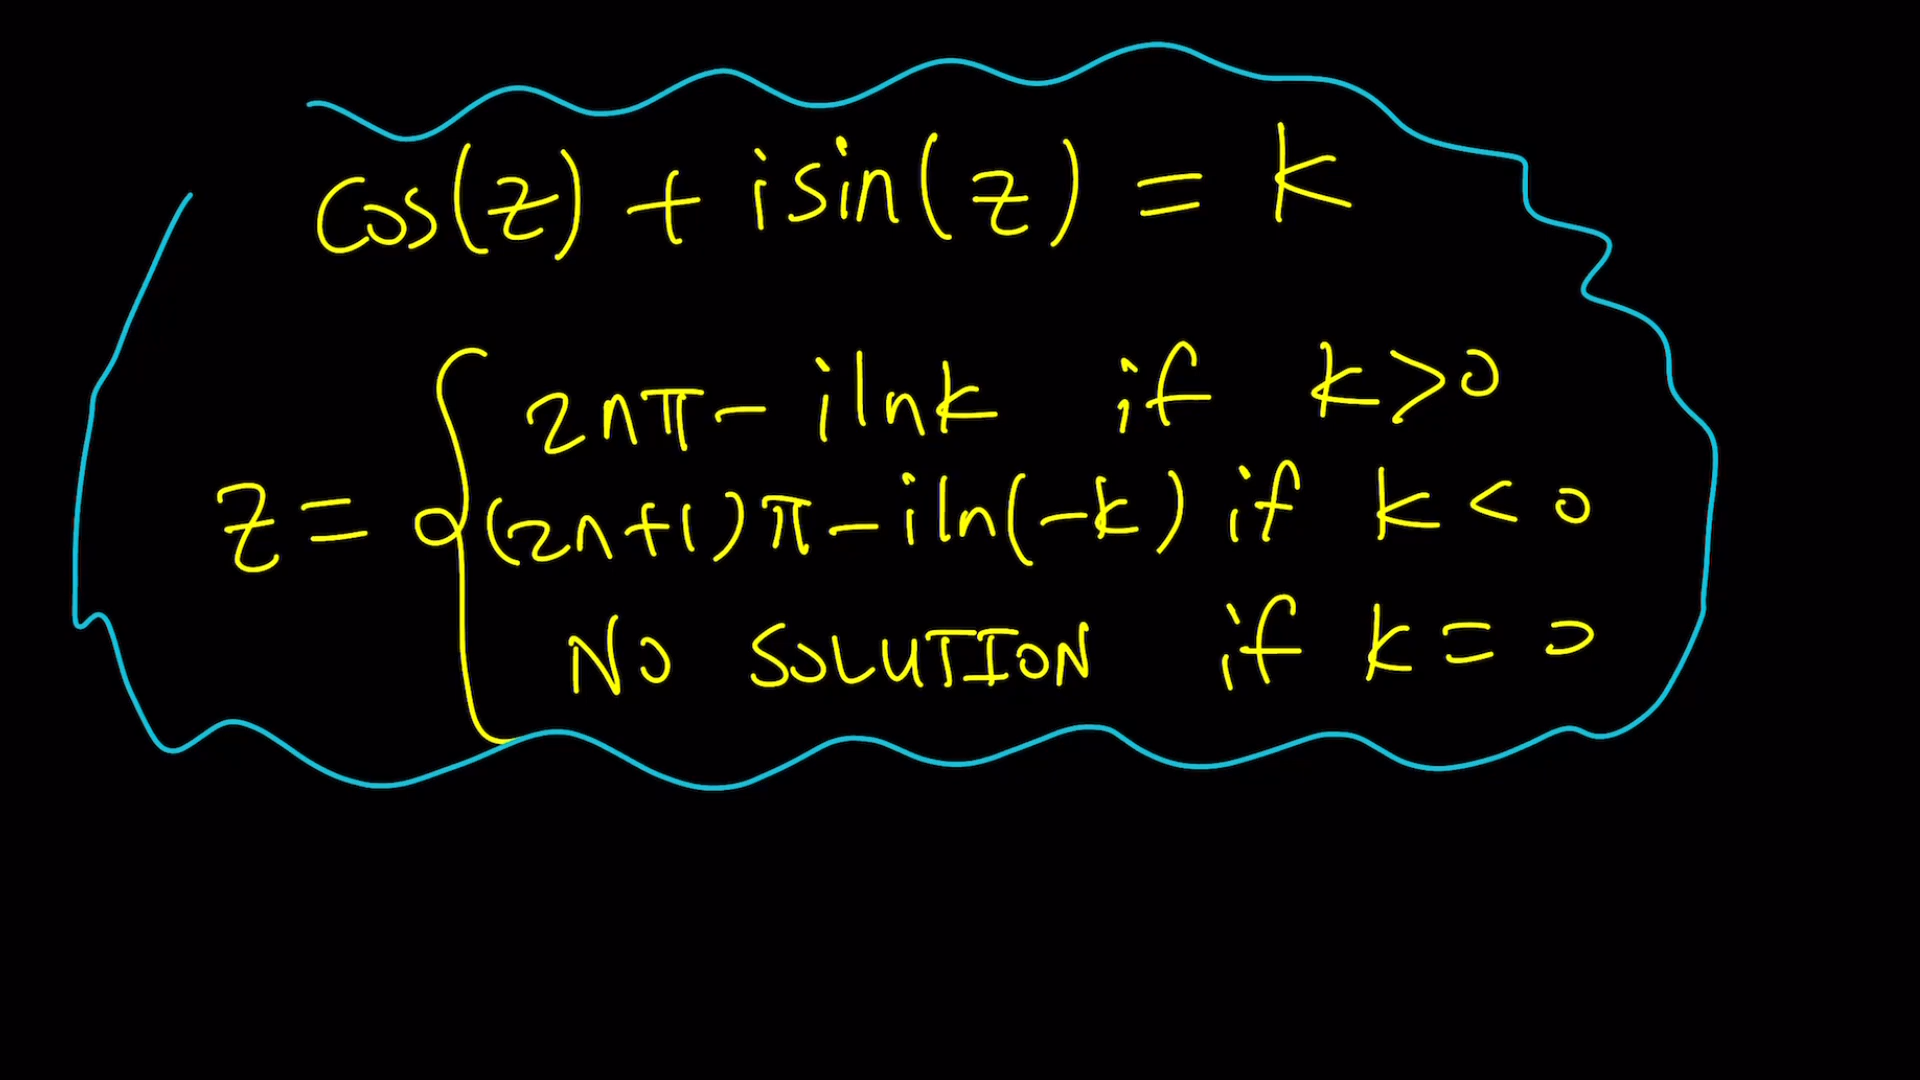 cos(z) + isin(z) = k
2nπ - ilnk if k>0
z = (2n+1)π - iln(-k) if k < 0
NO SOLUTION if k = 0